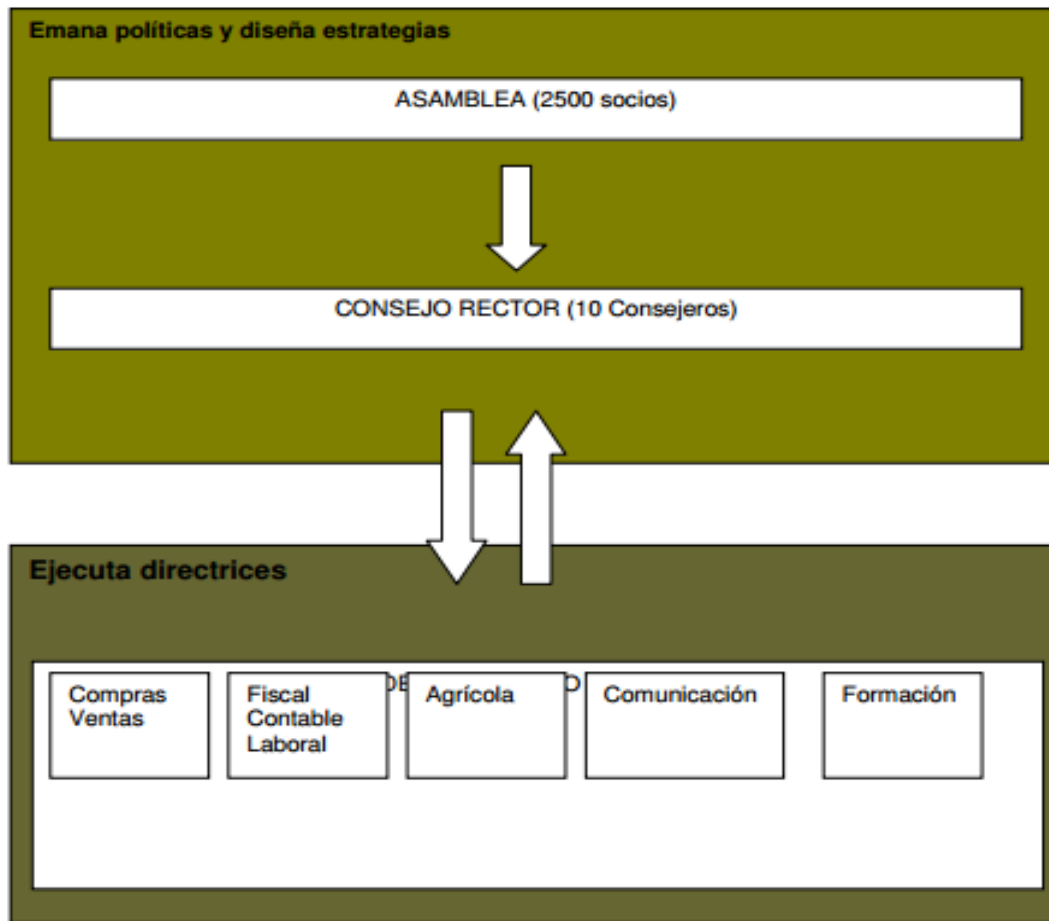 Emana políticas y diseña estrategias
ASAMBLEA (2500 socios)
CONSEJO RECTOR (10 Consejeros)
Ejecuta directrices
Compras
Ventas
Fiscal
Contable
Laboral
Agrícola
Comunicación
Formación